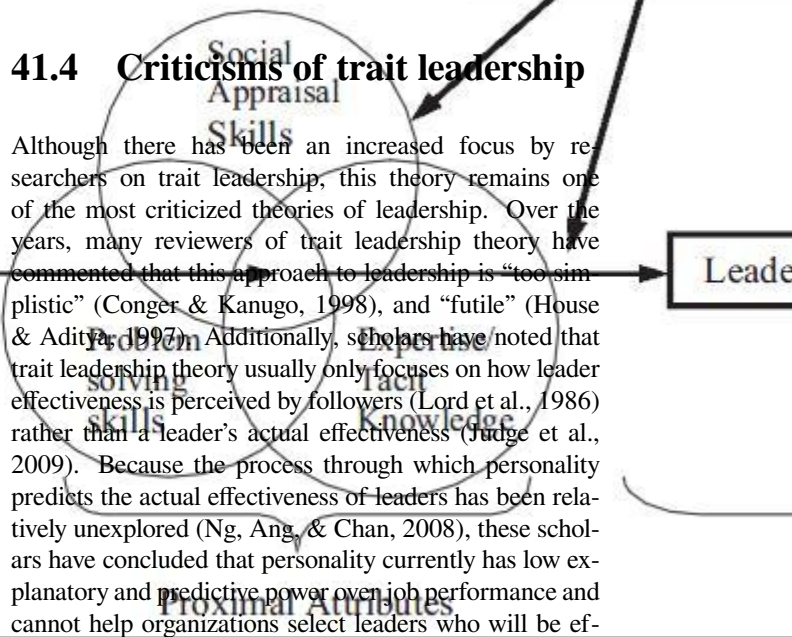 41.4 Criticisms of trait leadership
Although there has been an increased focus by re-
searchers on trait leadership, this theory remains one
of the most criticized theories of leadership. Over the
years, many reviewers of trait leadership theory have
commented that this approach to leadership is “too sim-
plistic” (Conger & Kanugo, 1998), and “futile” (House
& Aditya, 1997). Additionally, scholars have noted that
trait leadership theory usually only focuses on how leader
effectiveness is perceived by followers (Lord et al., 1986)
rather than a leader’s actual effectiveness (Judge et al.,
2009). Because the process through which personality
predicts the actual effectiveness of leaders has been rela-
tively unexplored (Ng, Ang, & Chan, 2008), these schol-
ars have concluded that personality currently has low ex-
planatory and predictive power over job performance and
cannot help organizations select leaders who will be ef-
Social
Appraisal
Skills
Problem
solving
skills
Expertise/
Tacit
Knowledge
Proximal Attributes
Leade